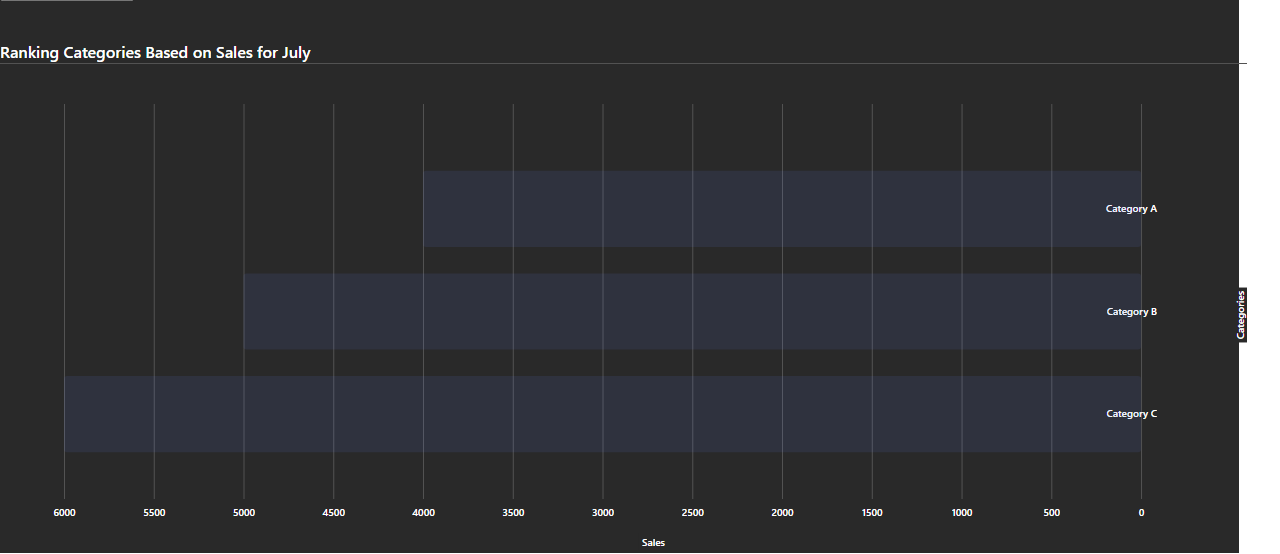 Ranking Categories Based on Sales for July
Category A
Category B
Category C
Categories
6000 5500 5000 4500 4000 3500 3000 2500 2000 1500 1000 500 0
Sales